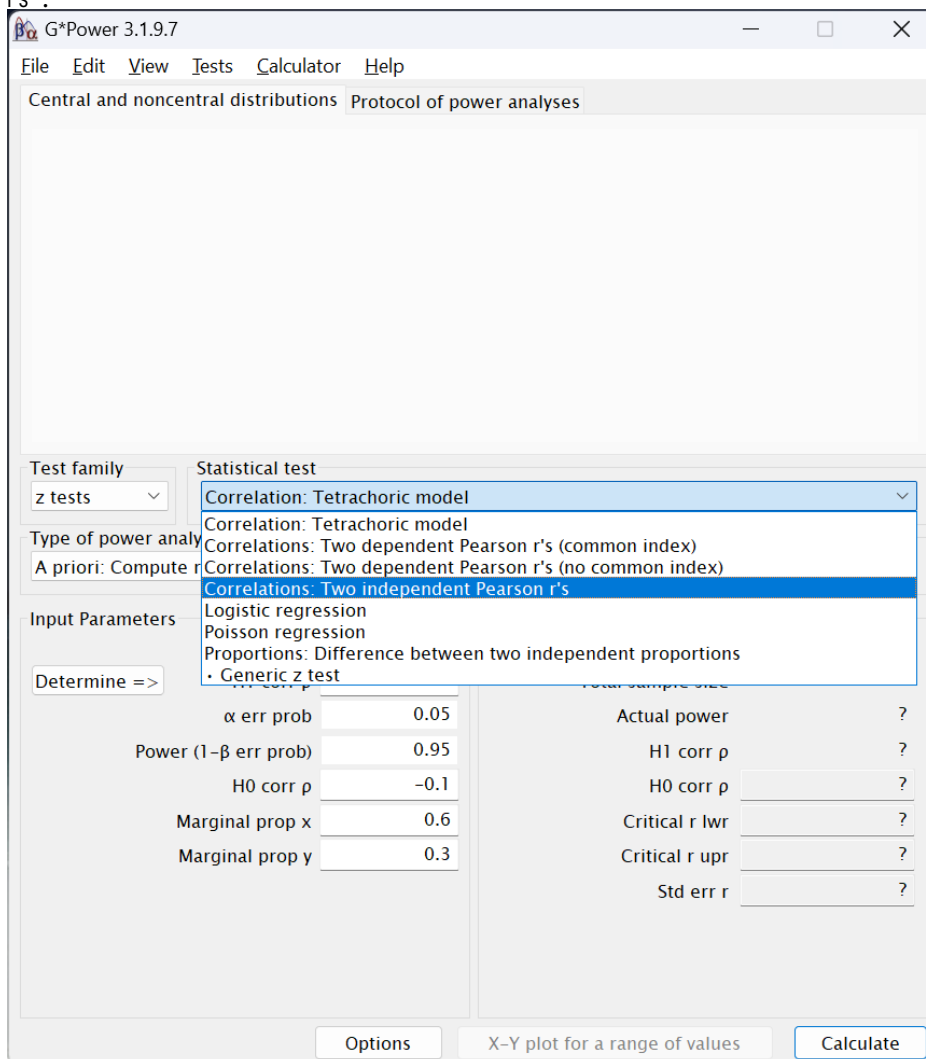 rs .
G*Power 3.1.9.7
File Edit View Tests Calculator Help
Central and noncentral distributions Protocol of power analyses
Test family Statistical test
z tests Correlation: Tetrachoric model
Correlation: Tetrachoric model
Type of power analy Correlations: Two dependent Pearson r's (common index)
A priori: Compute r Correlations: Two dependent Pearson r's (no common index)
Correlations: Two independent Pearson r's
Input Parameters Logistic regression
Poisson regression
Proportions: Difference between two independent proportions
Determine => • Generic z test
α err prob 0.05 Actual power ?
Power (1-β err prob) 0.95 H1 corr ρ ?
H0 corr ρ -0.1 H0 corr ρ ?
Marginal prop x 0.6 Critical r lwr ?
Marginal prop y 0.3 Critical r upr ?
Std err r ?
Options X-Y plot for a range of values Calculate